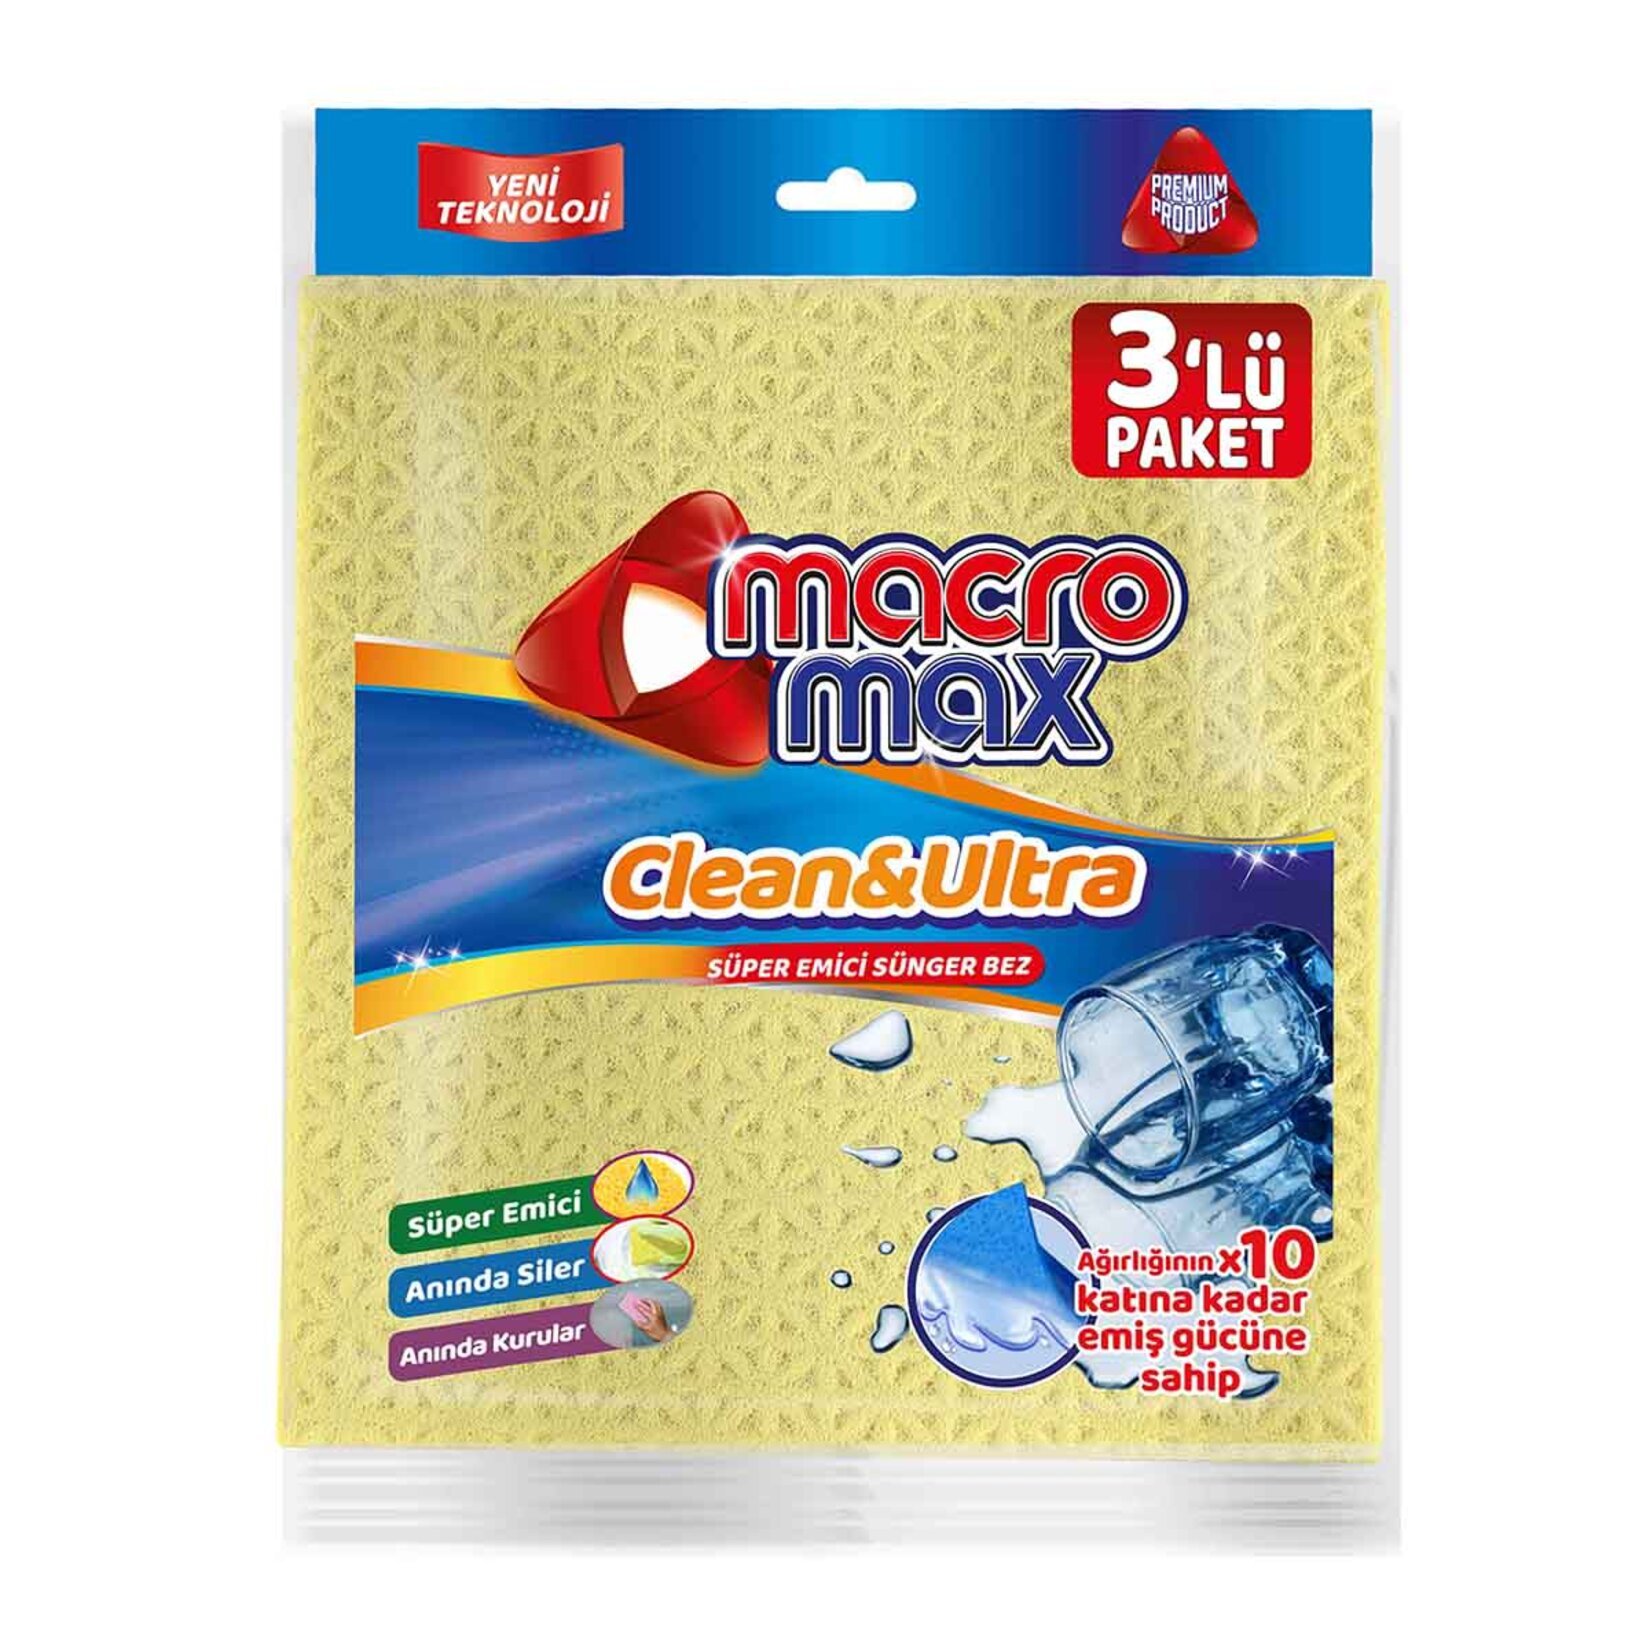 YENİ
TEKNOLOJİ
PREMIUM
PRODUCT
3'LÜ
PAKET
macro
max
Clean&Ultra
SÜPER EMİCİ SÜNGER BEZ
Süper Emici
Anında Siler
Anında Kurular
Ağırlığının x10
katına kadar
emiş gücüne
sahip